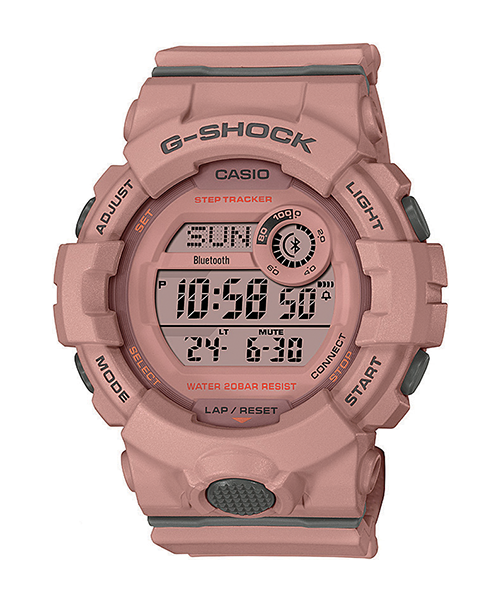 G-SHOCK
CASIO
STEP TRACKER
ADJUST
SET
LIGHT
SUN
80 100 P 20
60 40
Bluetooth
P 10:58 50
LT MUTE
24 6-30
CONNECT
SELECT
STOP
MODE
START
WATER 20BAR RESIST
LAP / RESET